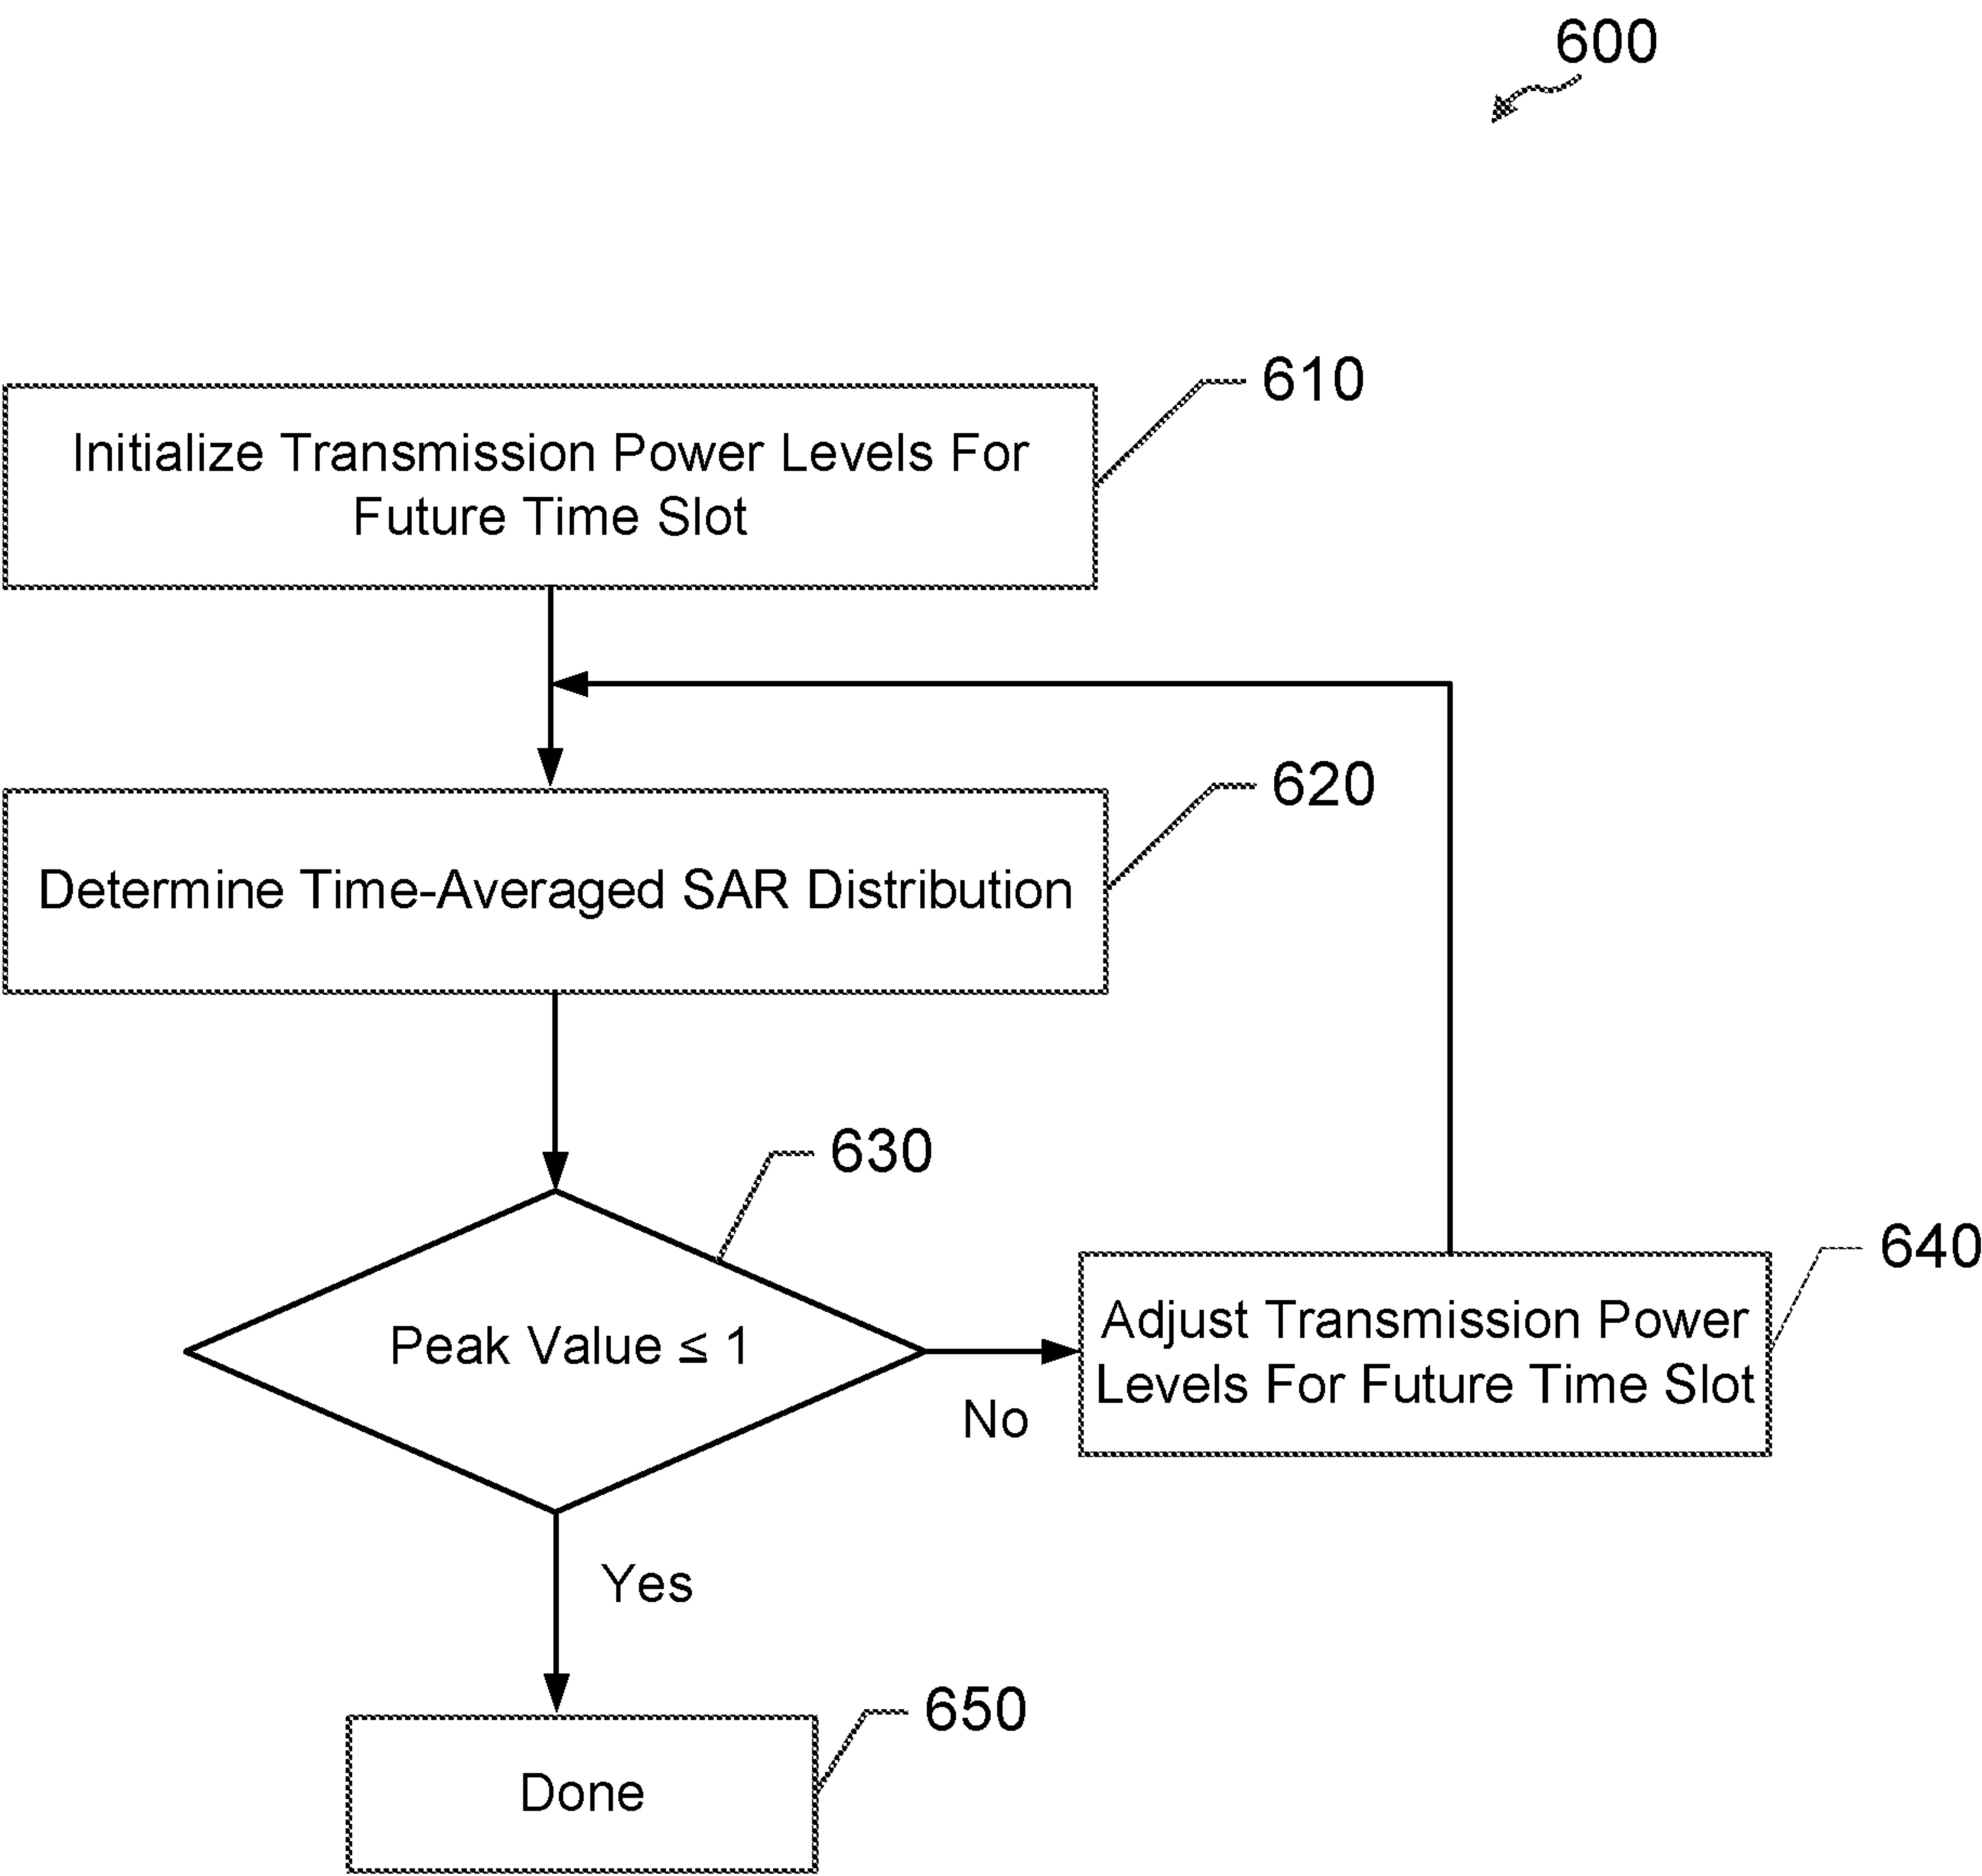 600
610
Initialize Transmission Power Levels For
Future Time Slot
620
Determine Time-Averaged SAR Distribution
630
Peak Value ≤ 1
640
Adjust Transmission Power
Levels For Future Time Slot
No
Yes
650
Done